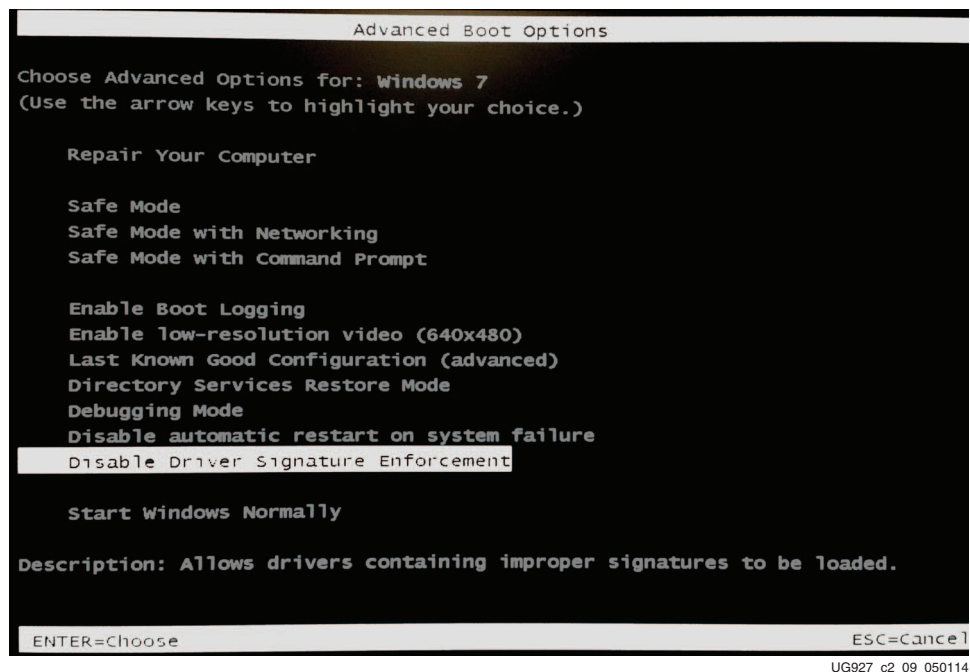 Advanced Boot Options
Choose Advanced Options for: Windows 7
(Use the arrow keys to highlight your choice.)
Repair Your Computer
Safe Mode
Safe Mode with Networking
Safe Mode with Command Prompt
Enable Boot Logging
Enable low-resolution video (640x480)
Last Known Good Configuration (advanced)
Directory Services Restore Mode
Debugging Mode
Disable automatic restart on system failure
Disable Driver Signature Enforcement
Start Windows Normally
Description: Allows drivers containing improper signatures to be loaded.
ENTER=Choose ESC=Cancel
UG927_c2_09_050114